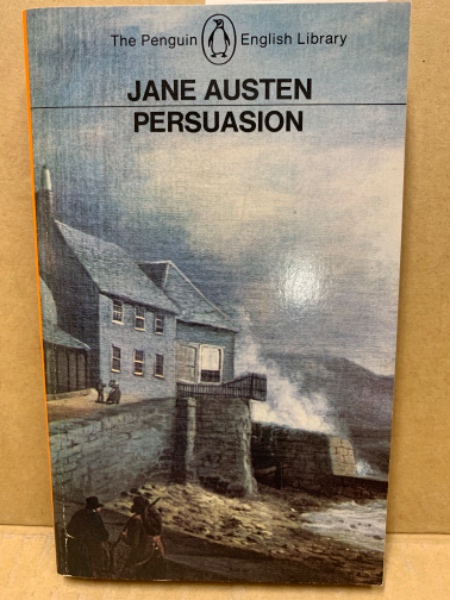 The Penguin English Library
JANE AUSTEN
PERSUASION